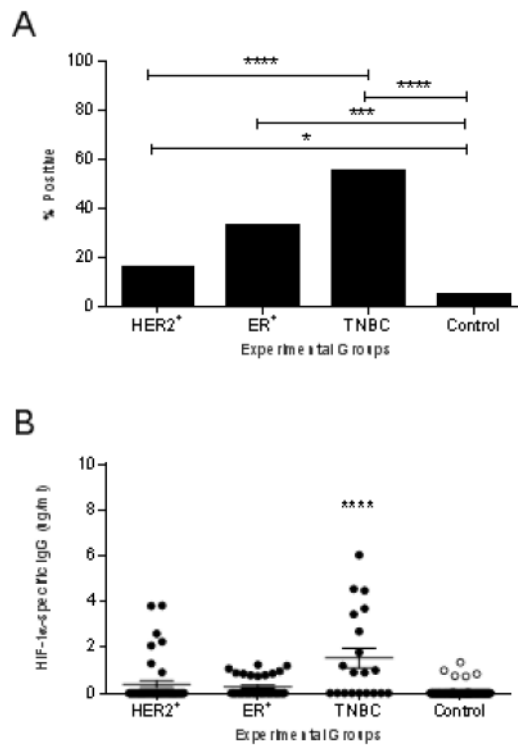 A
100
80
60
40
20
0
% Positive
****
****
***
*
HER2+ ER+ TNBC Control
Experimental Groups
B
10
8
6
4
2
0
HIF-1α-specific IgG (ug/ml)
****
HER2+ ER+ TNBC Control
Experimental Groups